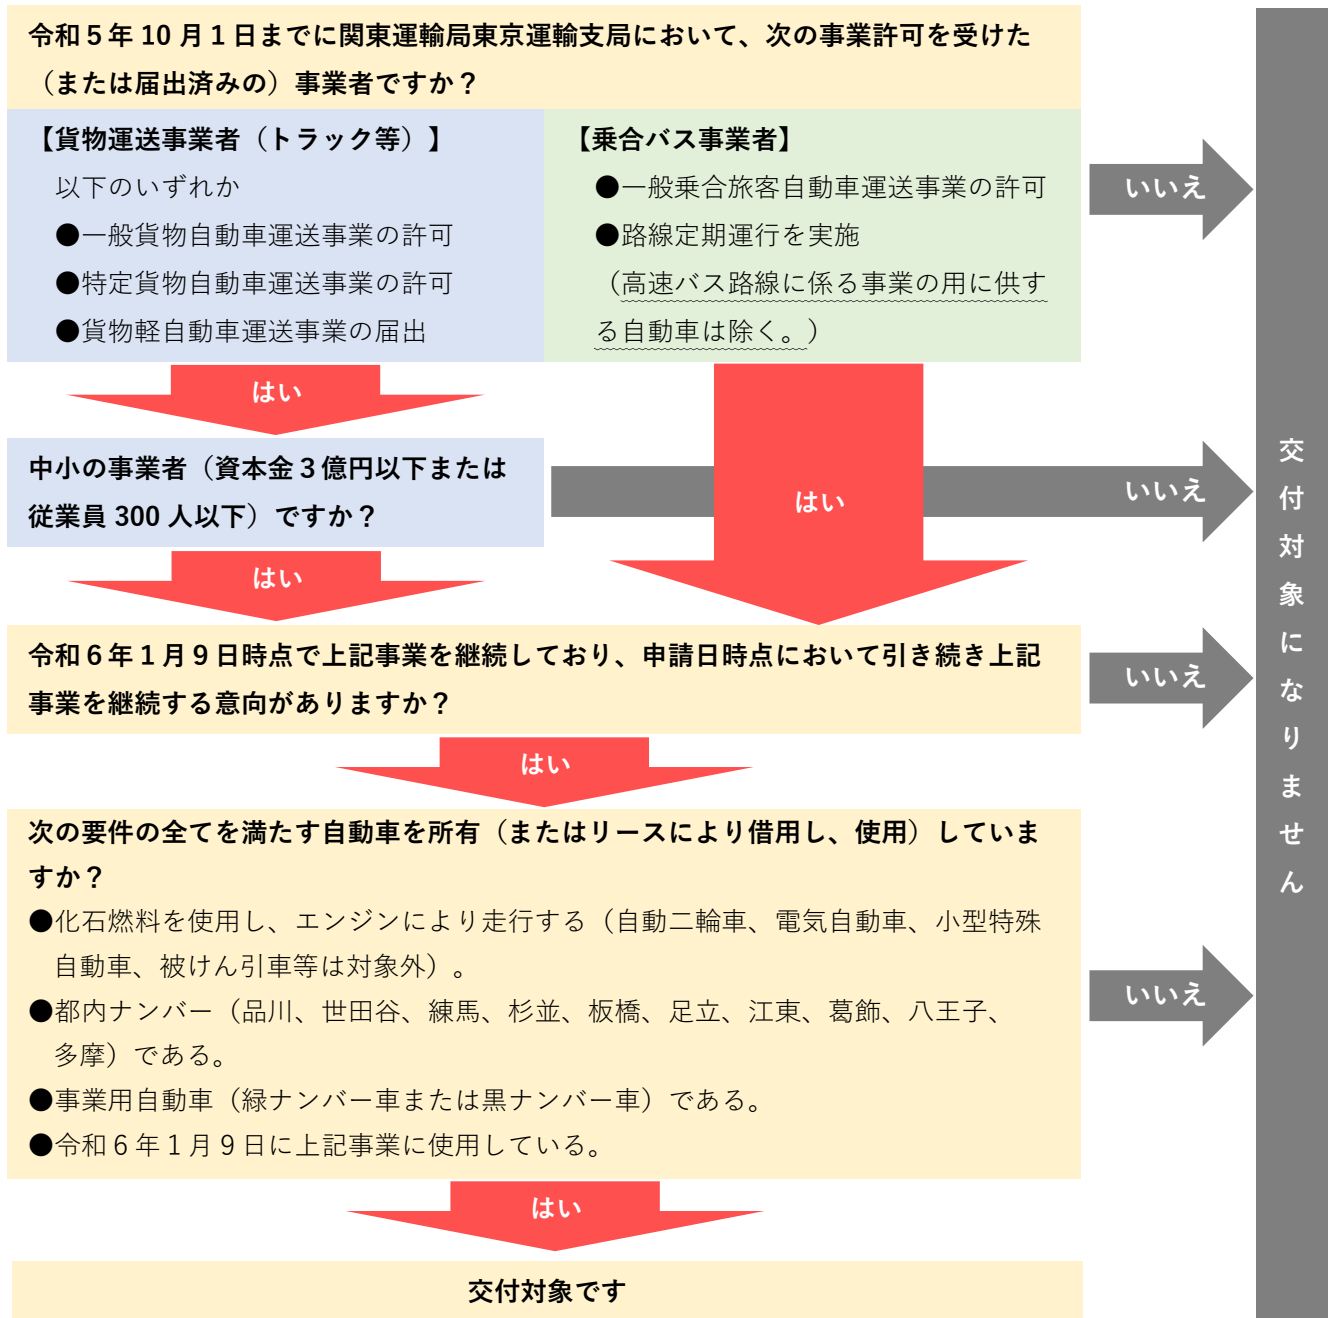 令和5年10月1日までに関東運輸局東京運輸支局において、次の事業許可を受けた
（または届出済みの）事業者ですか？
【貨物運送事業者（トラック等）】
以下のいずれか
●一般貨物自動車運送事業の許可
●特定貨物自動車運送事業の許可
●貨物軽自動車運送事業の届出
【乗合バス事業者】
●一般乗合旅客自動車運送事業の許可
●路線定期運行を実施
（高速バス路線に係る事業の用に供す
る自動車は除く。）
いいえ
はい
中小の事業者（資本金３億円以下または
従業員 300 人以下）ですか？
はい
いいえ
はい
令和６年１月９日時点で上記事業を継続しており、申請日時点において引き続き上記
事業を継続する意向がありますか？
いいえ
はい
次の要件の全てを満たす自動車を所有（またはリースにより借用し、使用）していま
すか？
●化石燃料を使用し、エンジンにより走行する（自動二輪車、電気自動車、小型特殊
自動車、被けん引車等は対象外）。
●都内ナンバー（品川、世田谷、練馬、杉並、板橋、足立、江東、葛飾、八王子、
多摩）である。
●事業用自動車（緑ナンバー車または黒ナンバー車）である。
●令和６年１月９日に上記事業に使用している。
いいえ
はい
交付対象です
交付対象になりません